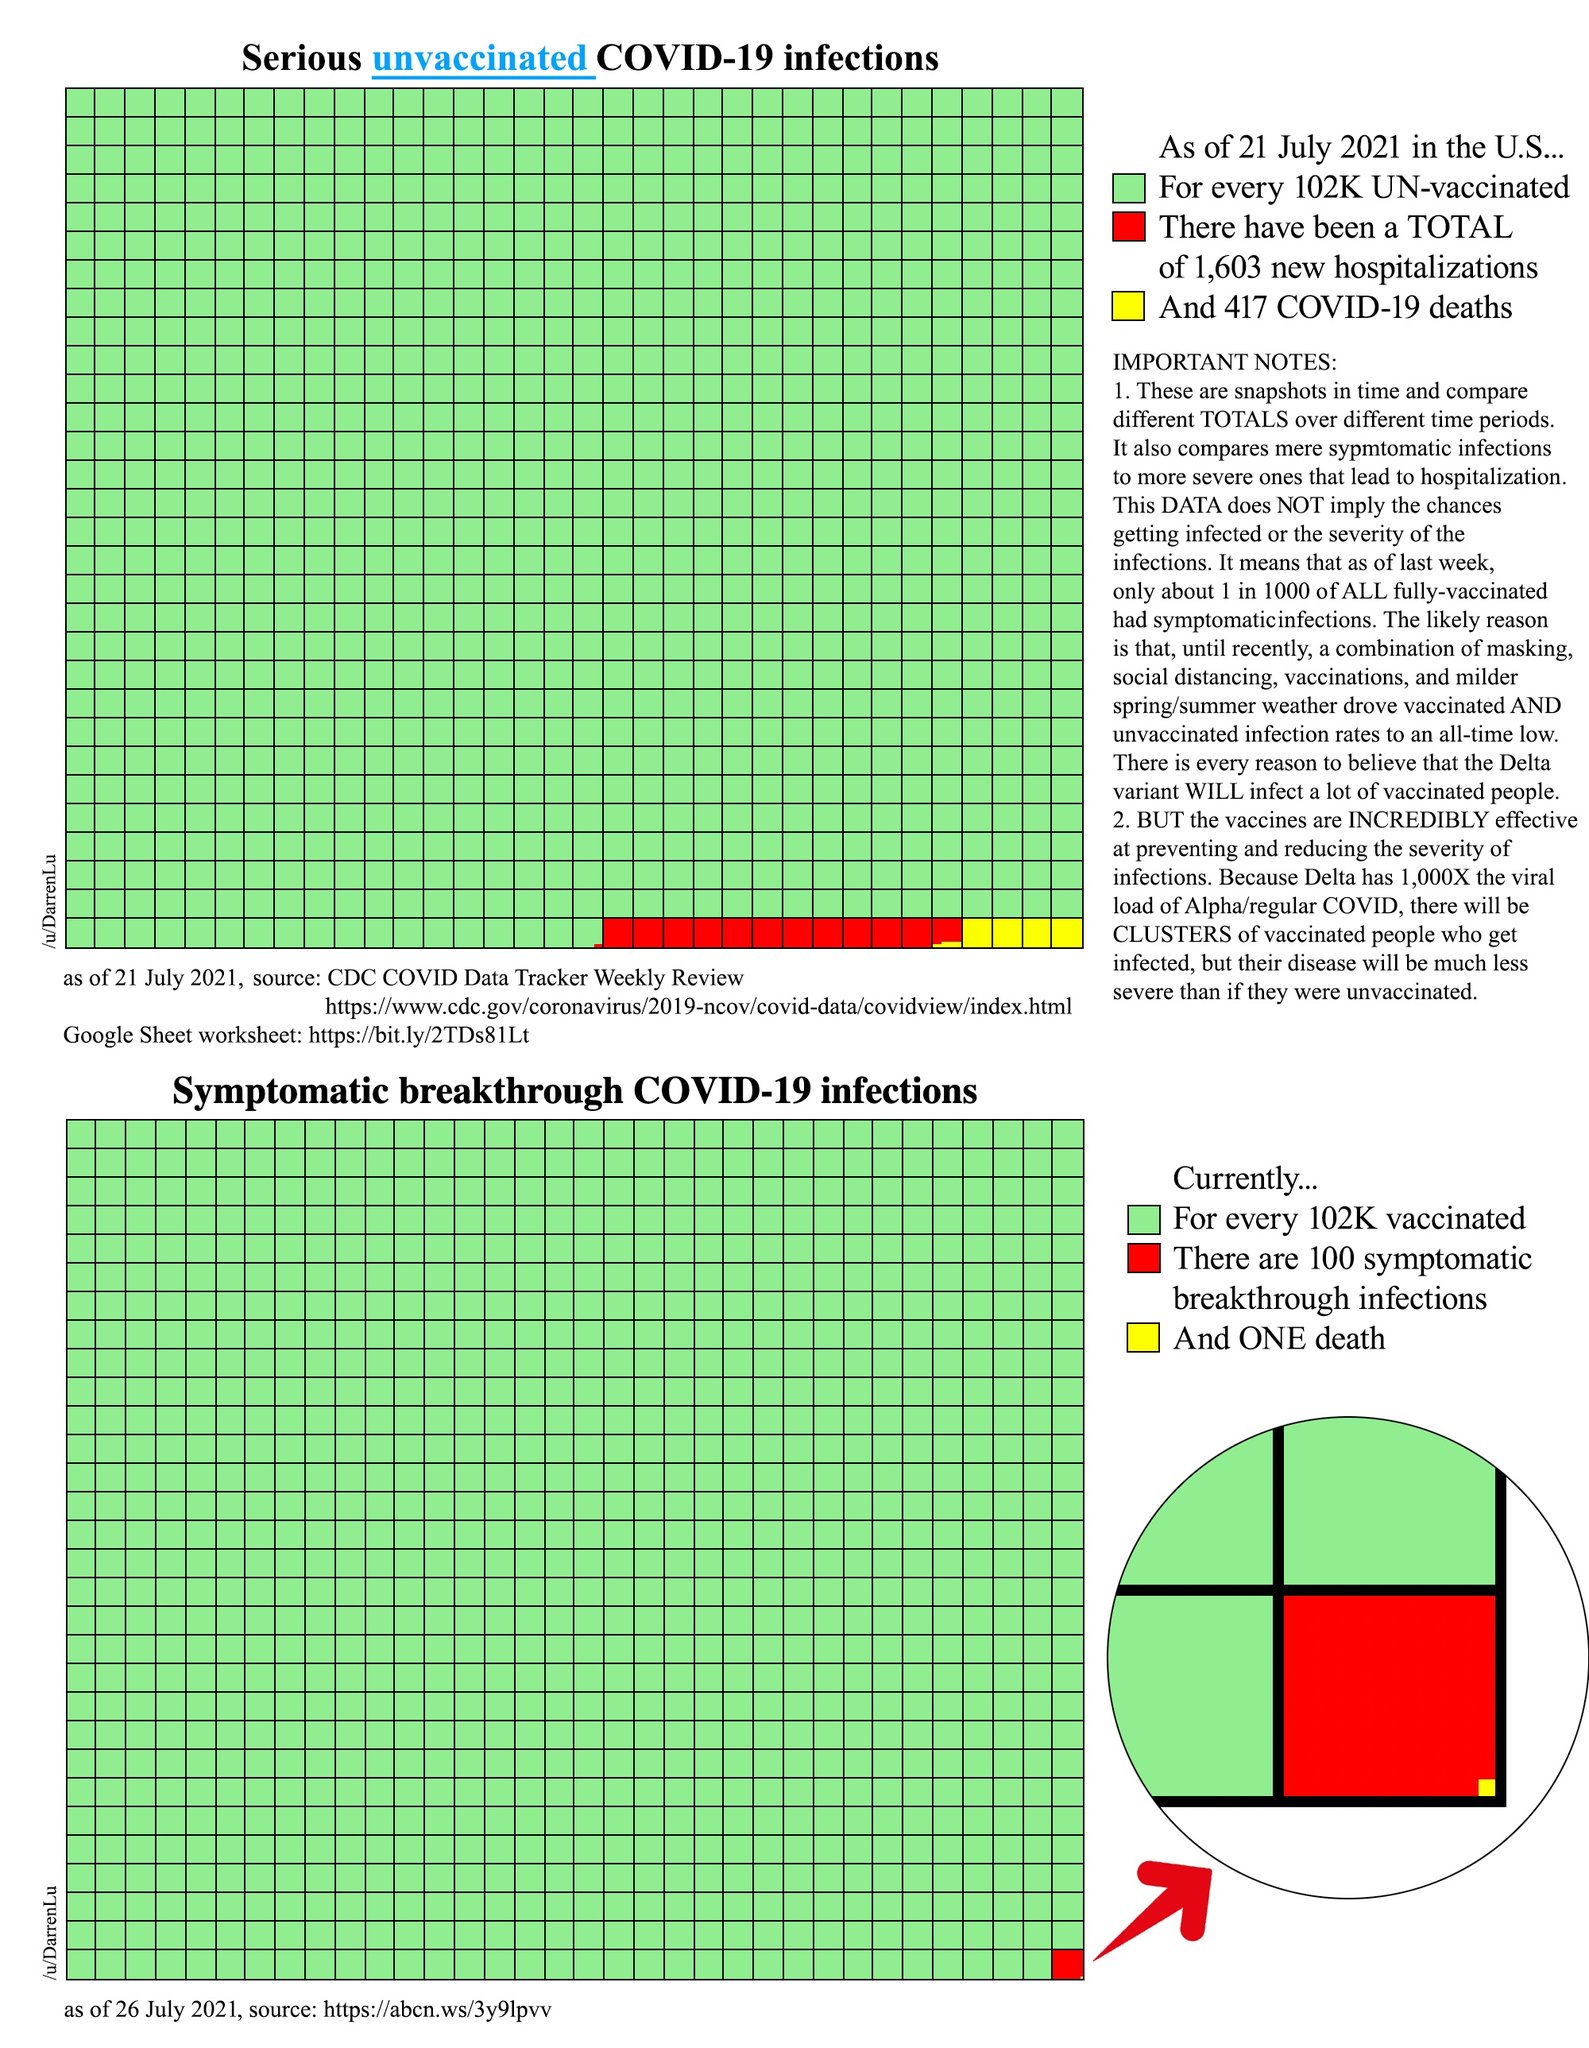 Serious unvaccinated COVID-19 infections
As of 21 July 2021 in the U.S...
For every 102K UN-vaccinated
There have been a TOTAL
of 1,603 new hospitalizations
And 417 COVID-19 deaths
IMPORTANT NOTES:
1. These are snapshots in time and compare
different TOTALS over different time periods.
It also compares mere sypmtomatic infections
to more severe ones that lead to hospitalization.
This DATA does NOT imply the chances
getting infected or the severity of the
infections. It means that as of last week,
only about 1 in 1000 of ALL fully-vaccinated
had symptomatic infections. The likely reason
is that, until recently, a combination of masking,
social distancing, vaccinations, and milder
spring/summer weather drove vaccinated AND
unvaccinated infection rates to an all-time low.
There is every reason to believe that the Delta
variant WILL infect a lot of vaccinated people.
2. BUT the vaccines are INCREDIBLY effective
at preventing and reducing the severity of
infections. Because Delta has 1,000X the viral
load of Alpha/regular COVID, there will be
CLUSTERS of vaccinated people who get
infected, but their disease will be much less
severe than if they were unvaccinated.
/u/DarrenLu
as of 21 July 2021, source: CDC COVID Data Tracker Weekly Review
https://www.cdc.gov/coronavirus/2019-ncov/covid-data/covidview/index.html
Google Sheet worksheet: https://bit.ly/2TDs81Lt
Symptomatic breakthrough COVID-19 infections
Currently...
For every 102K vaccinated
There are 100 symptomatic
breakthrough infections
And ONE death
/u/DarrenLu
as of 26 July 2021, source: https://abcn.ws/3y9lpvv